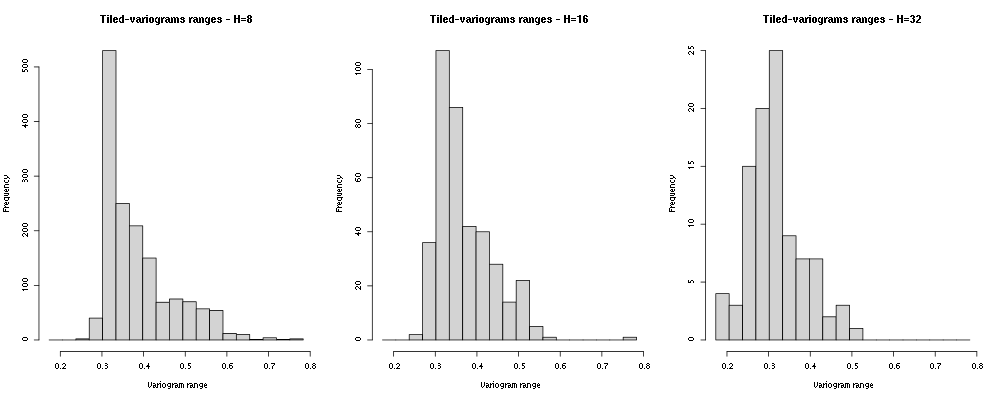 Tiled-variograms ranges - H=8
Frequency
500
400
300
200
100
0
0.2 0.3 0.4 0.5 0.6 0.7 0.8
Variogram range
Tiled-variograms ranges - H=16
Frequency
100
80
60
40
20
0
0.2 0.3 0.4 0.5 0.6 0.7 0.8
Variogram range
Tiled-variograms ranges - H=32
Frequency
25
20
15
10
5
0
0.2 0.3 0.4 0.5 0.6 0.7 0.8
Variogram range